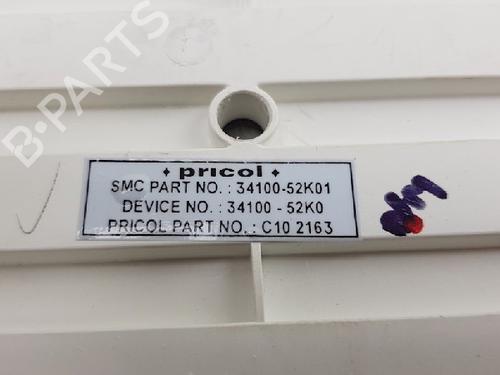 B-PARTS
♦ pricol ♦
SMC PART NO. : 34100-52K01
DEVICE NO. : 34100 - 52K0
PRICOL PART NO. : C10 2163